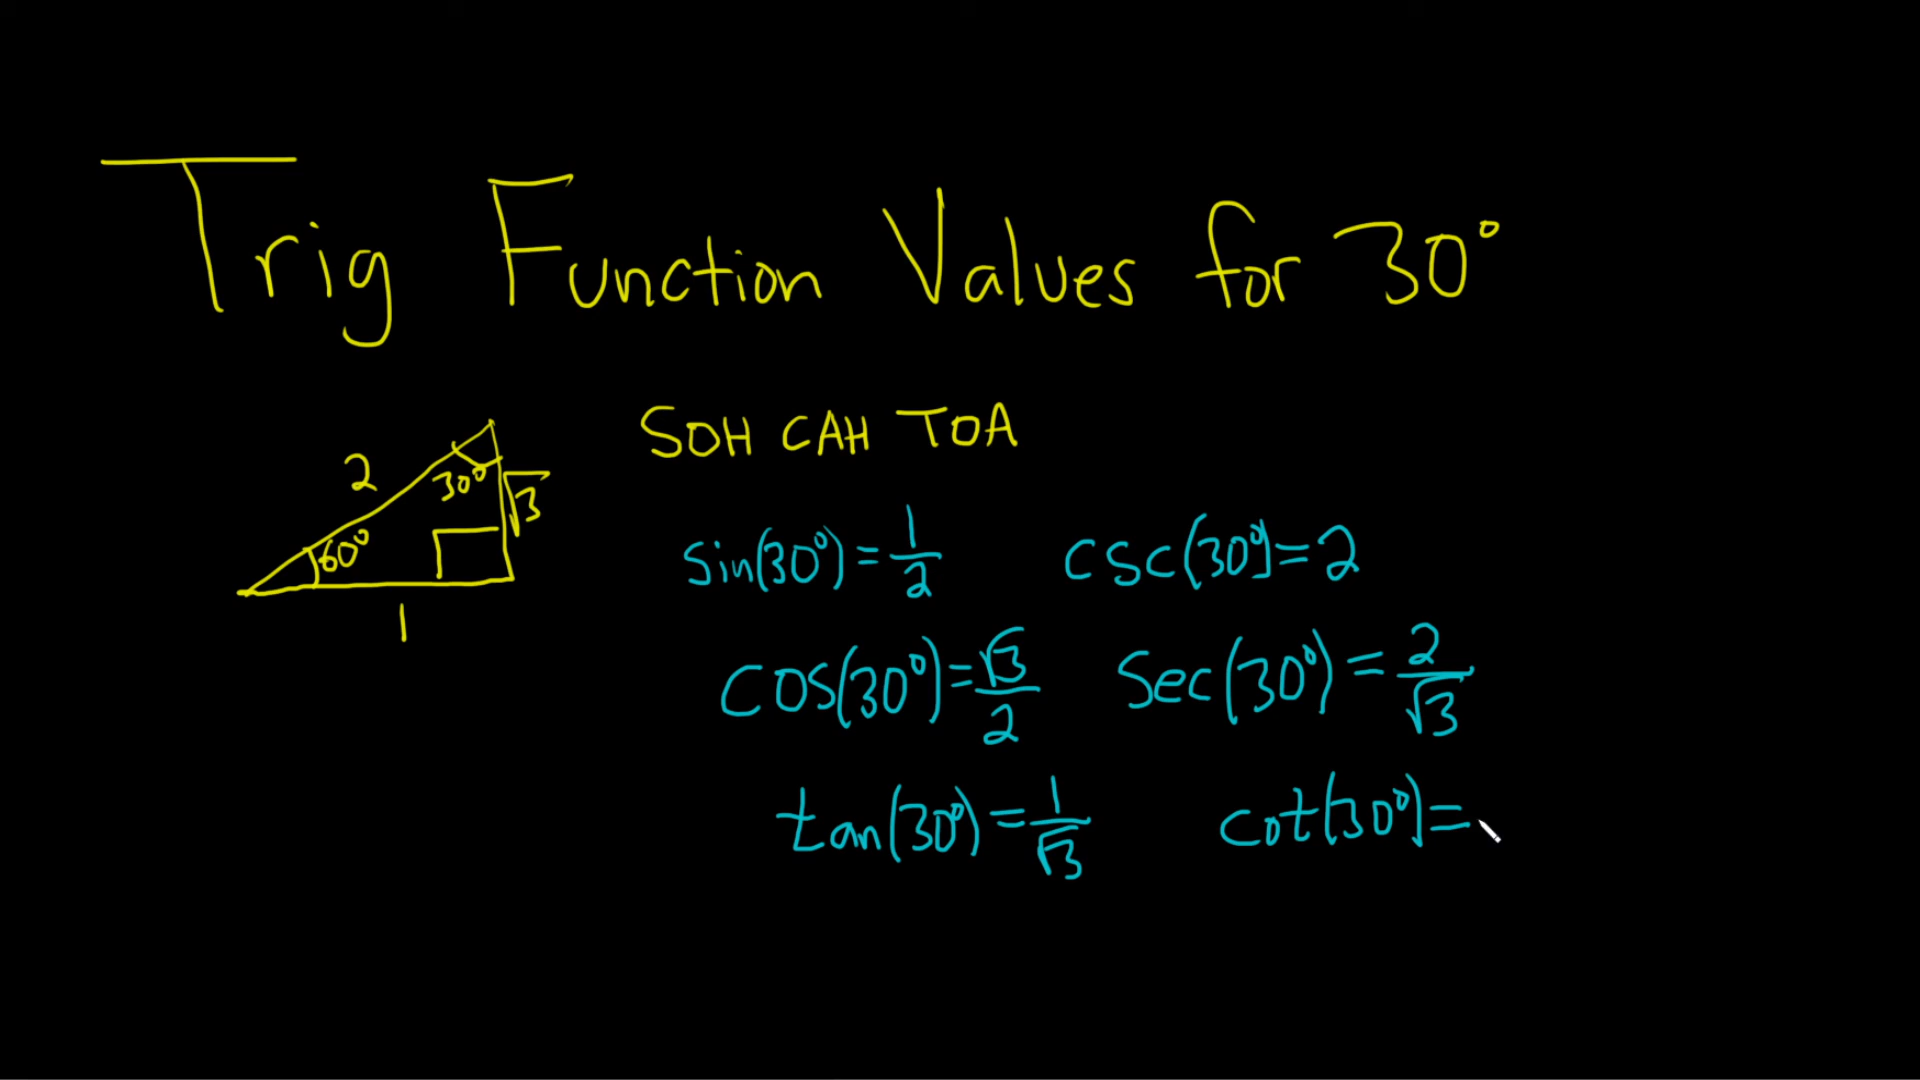 Trig Function Values for 30°
SOH CAH TOA
2
30°
√3
60°
1
sin(30°)=1/2
csc(30°)=2
cos(30°)=√3/2
Sec(30°)=2/√3
tan(30°)=1/√3
cot(30°)=